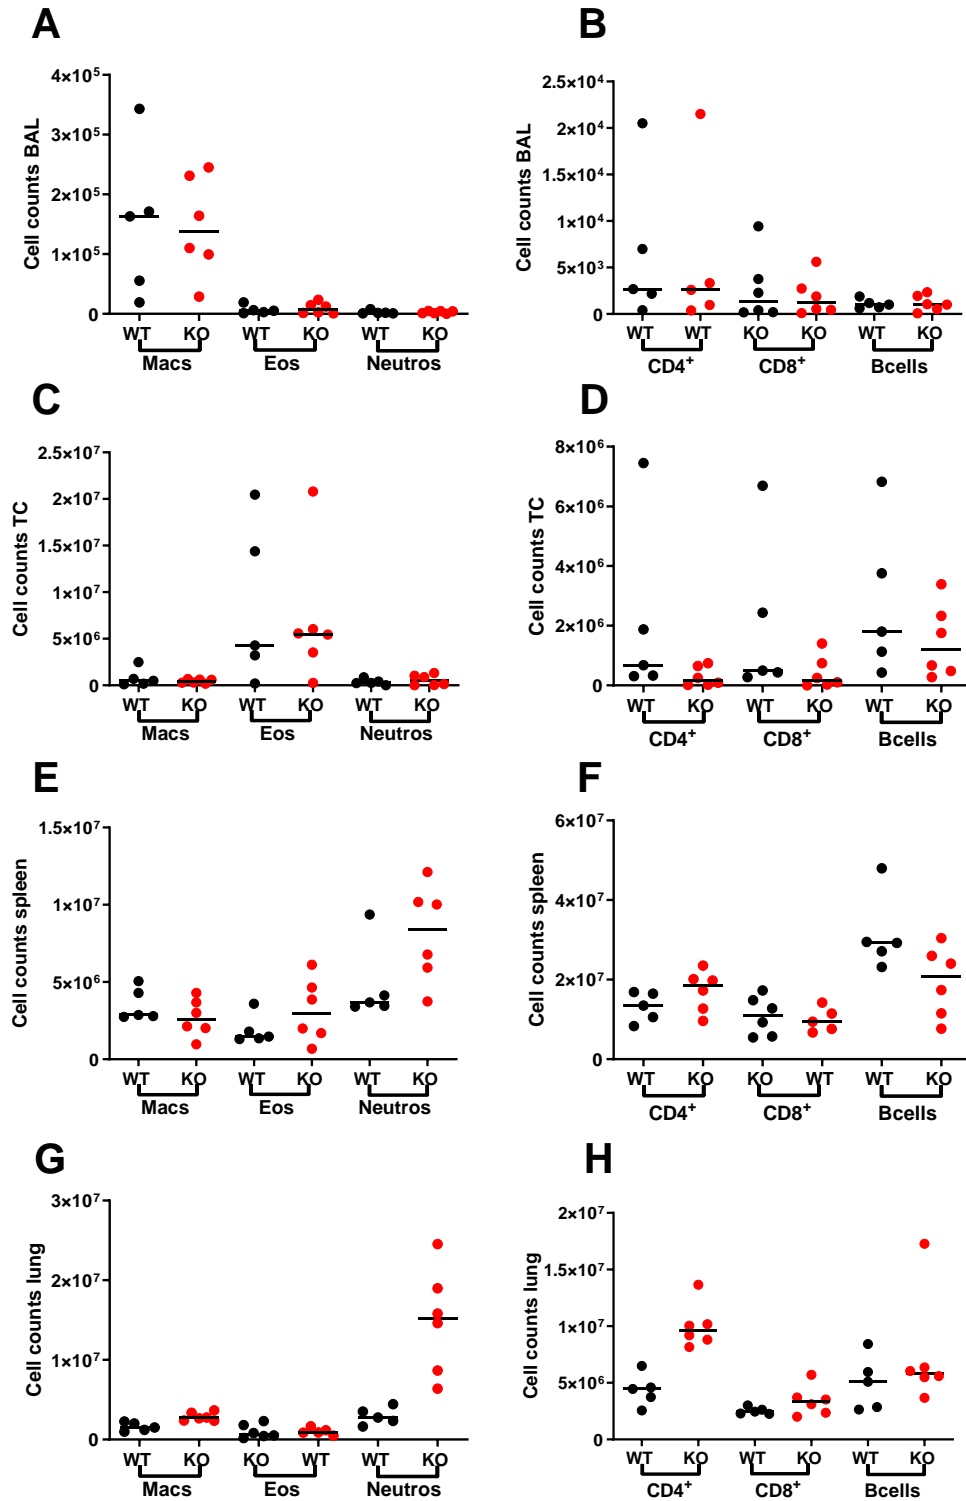 A
Cell counts BAL
4×10⁵
3×10⁵
2×10⁵
1×10⁵
0
WT KO WT KO WT KO
Macs Eos Neutros
B
Cell counts BAL
2.5×10⁴
2×10⁴
1.5×10⁴
1×10⁴
5×10³
0
WT WT KO KO WT KO
CD4⁺ CD8⁺ Bcells
C
Cell counts TC
2.5×10⁷
2×10⁷
1.5×10⁷
1×10⁷
5×10⁶
0
WT KO WT KO WT KO
Macs Eos Neutros
D
Cell counts TC
8×10⁶
6×10⁶
4×10⁶
2×10⁶
0
WT KO WT KO WT KO
CD4⁺ CD8⁺ Bcells
E
Cell counts spleen
1.5×10⁷
1×10⁷
5×10⁶
0
WT KO WT KO WT KO
Macs Eos Neutros
F
Cell counts spleen
6×10⁷
4×10⁷
2×10⁷
0
WT KO KO WT WT KO
CD4⁺ CD8⁺ Bcells
G
Cell counts lung
3×10⁷
2×10⁷
1×10⁷
0
WT KO KO WT WT KO
Macs Eos Neutros
H
Cell counts lung
2×10⁷
1.5×10⁷
1×10⁷
5×10⁶
0
WT KO WT KO WT KO
CD4⁺ CD8⁺ Bcells